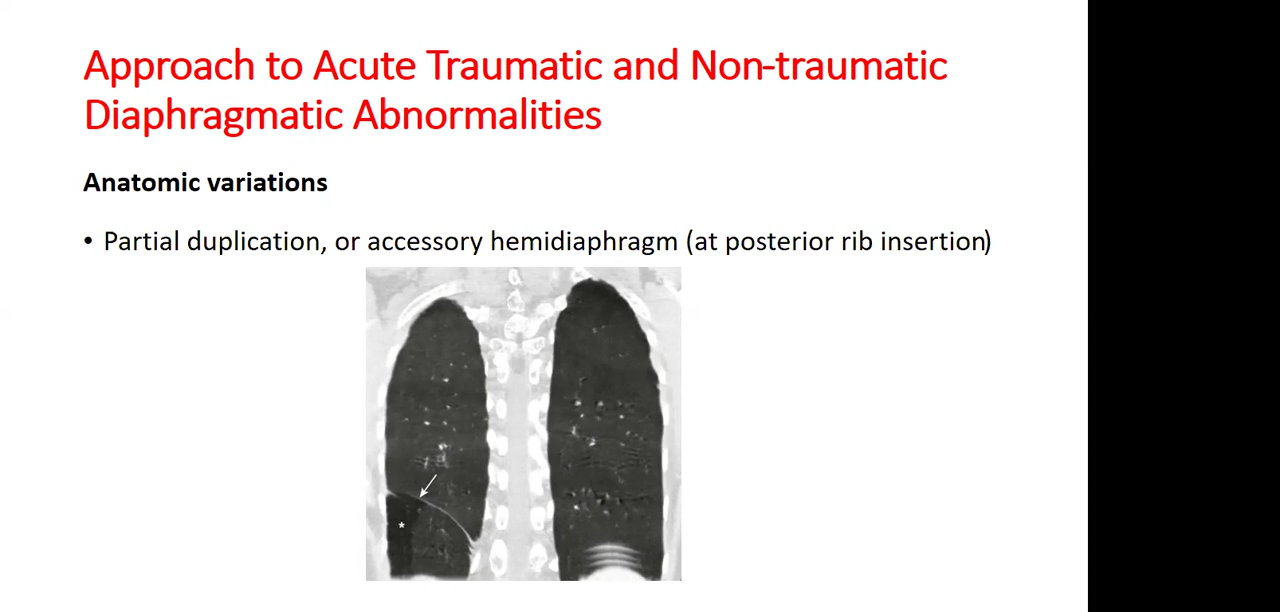 Approach to Acute Traumatic and Non-traumatic
Diaphragmatic Abnormalities
Anatomic variations
• Partial duplication, or accessory hemidiaphragm (at posterior rib insertion)
*